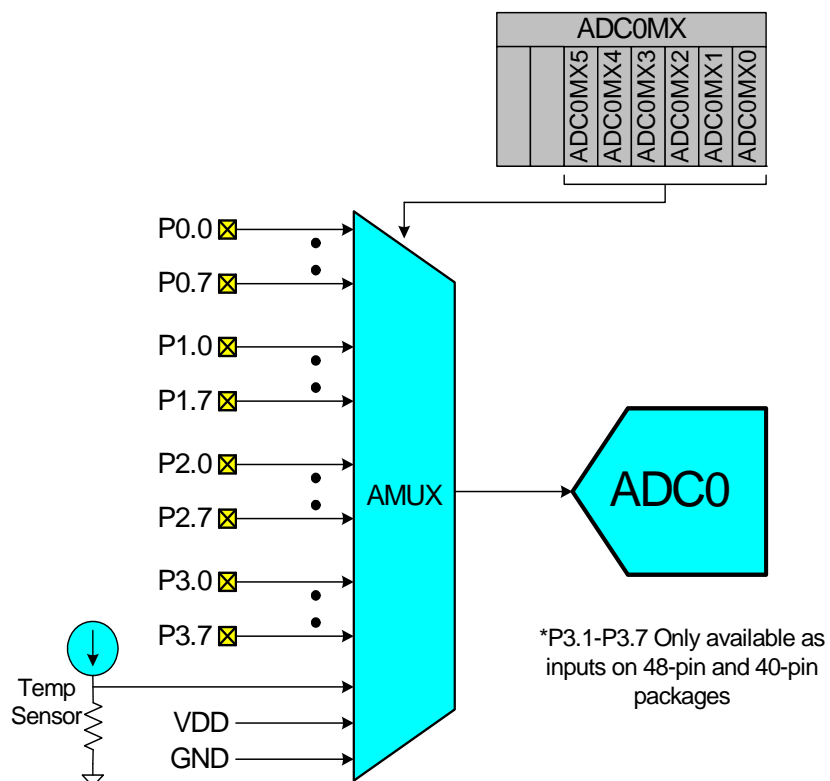 ADC0MX
ADC0MX5
ADC0MX4
ADC0MX3
ADC0MX2
ADC0MX1
ADC0MX0
P0.0
P0.7
P1.0
P1.7
P2.0
P2.7
P3.0
P3.7
Temp
Sensor
VDD
GND
AMUX
ADC0
*P3.1-P3.7 Only available as
inputs on 48-pin and 40-pin
packages